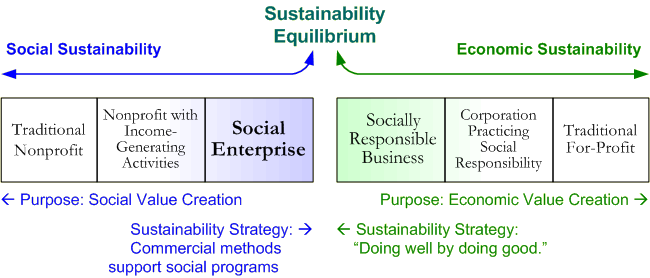 Sustainability
Equilibrium
Social Sustainability
Economic Sustainability
Traditional
Nonprofit
Nonprofit with
Income-
Generating
Activities
Social
Enterprise
Socially
Responsible
Business
Corporation
Practicing
Social
Responsibility
Traditional
For-Profit
← Purpose: Social Value Creation
Purpose: Economic Value Creation →
Sustainability Strategy: →
Commercial methods
support social programs
← Sustainability Strategy:
“Doing well by doing good.”